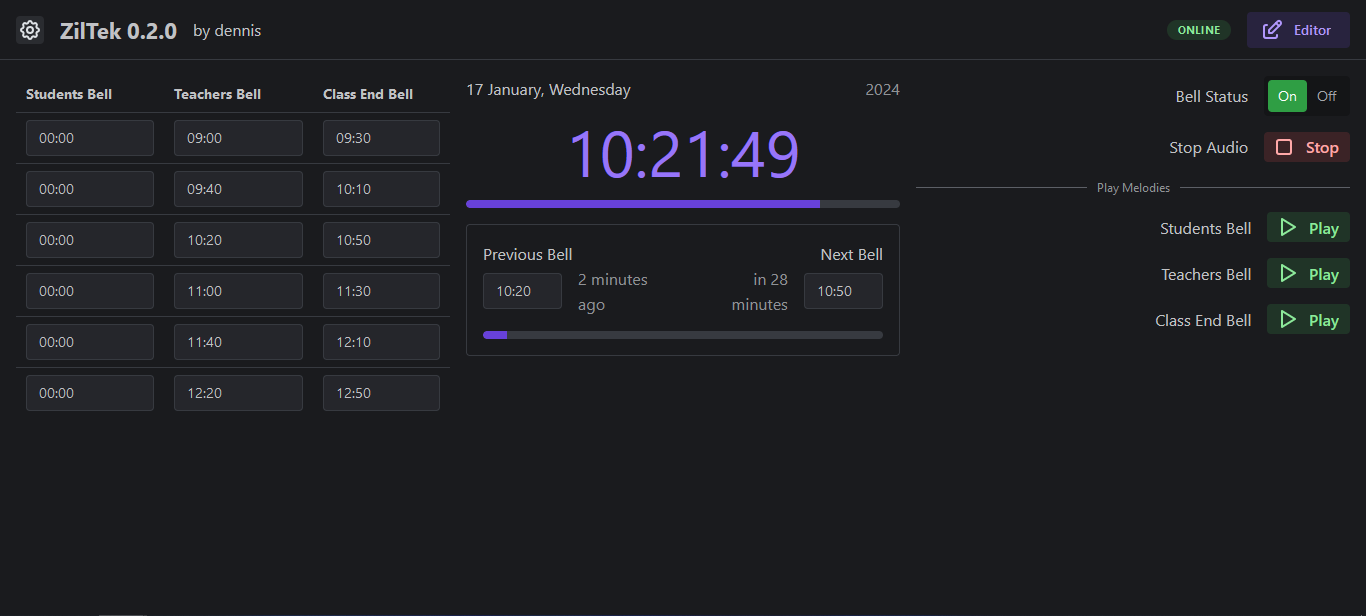 ZilTek 0.2.0 by dennis
ONLINE
Editor
Students Bell Teachers Bell Class End Bell
00:00 09:00 09:30
00:00 09:40 10:10
00:00 10:20 10:50
00:00 11:00 11:30
00:00 11:40 12:10
00:00 12:20 12:50
17 January, Wednesday 2024
10:21:49
Previous Bell Next Bell
10:20
2 minutes
ago
in 28
minutes
10:50
Bell Status On Off
Stop Audio Stop
Play Melodies
Students Bell Play
Teachers Bell Play
Class End Bell Play